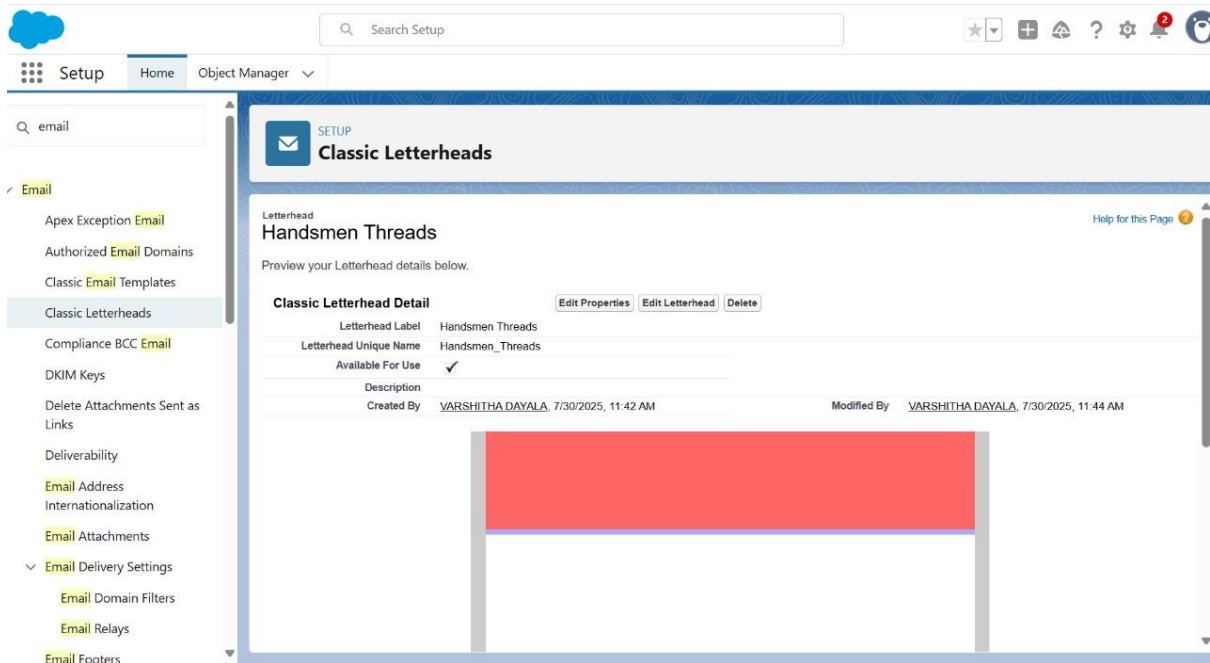 Search Setup
2
Setup
Home
Object Manager
email
Email
Apex Exception Email
Authorized Email Domains
Classic Email Templates
Classic Letterheads
Compliance BCC Email
DKIM Keys
Delete Attachments Sent as
Links
Deliverability
Email Address
Internationalization
Email Attachments
Email Delivery Settings
Email Domain Filters
Email Relays
Email Footers
SETUP
Classic Letterheads
Letterhead
Handsmen Threads
Help for this Page
Preview your Letterhead details below.
Classic Letterhead Detail
Edit Properties
Edit Letterhead
Delete
Letterhead Label Handsmen Threads
Letterhead Unique Name Handsmen_Threads
Available For Use
Description
Created By VARSHITHA DAYALA, 7/30/2025, 11:42 AM
Modified By VARSHITHA DAYALA, 7/30/2025, 11:44 AM